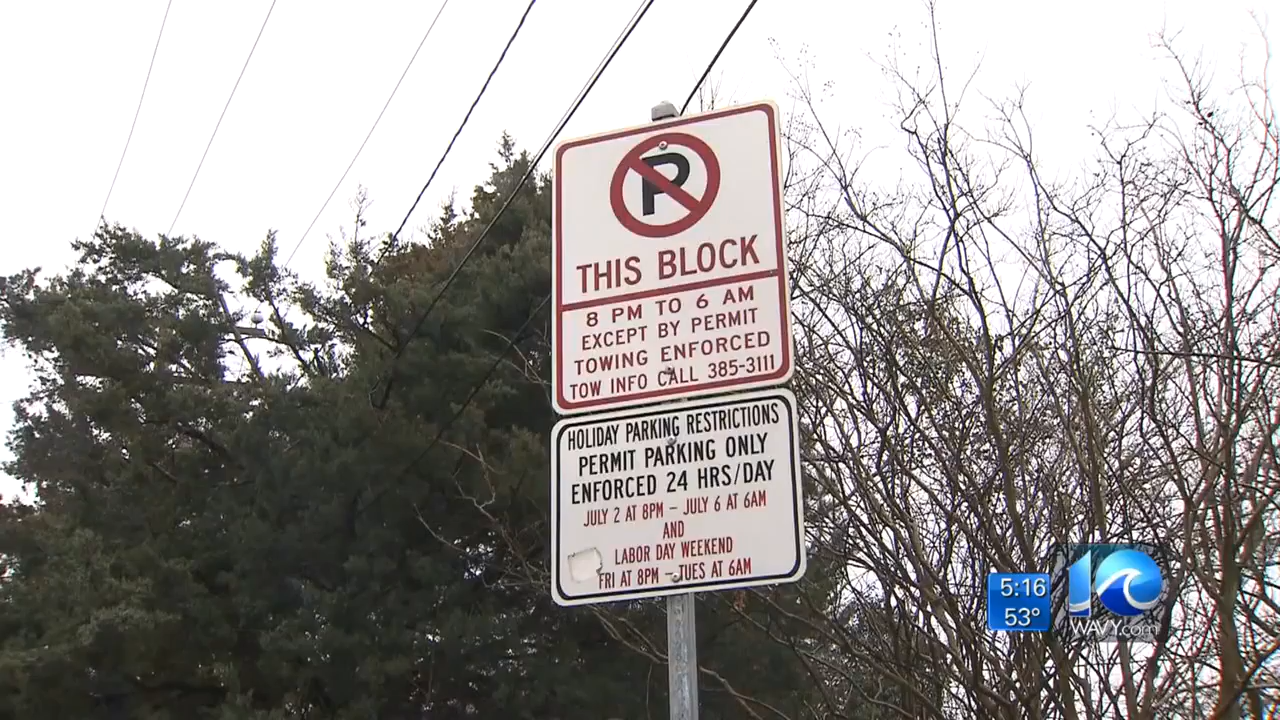 P
THIS BLOCK
8 PM TO 6 AM
EXCEPT BY PERMIT
TOWING ENFORCED
TOW INFO CALL 385-3111
HOLIDAY PARKING RESTRICTIONS
PERMIT PARKING ONLY
ENFORCED 24 HRS/DAY
JULY 2 AT 8PM – JULY 6 AT 6AM
AND
LABOR DAY WEEKEND
FRI AT 8PM – TUES AT 6AM
5:16
53°
10
WAVY.com